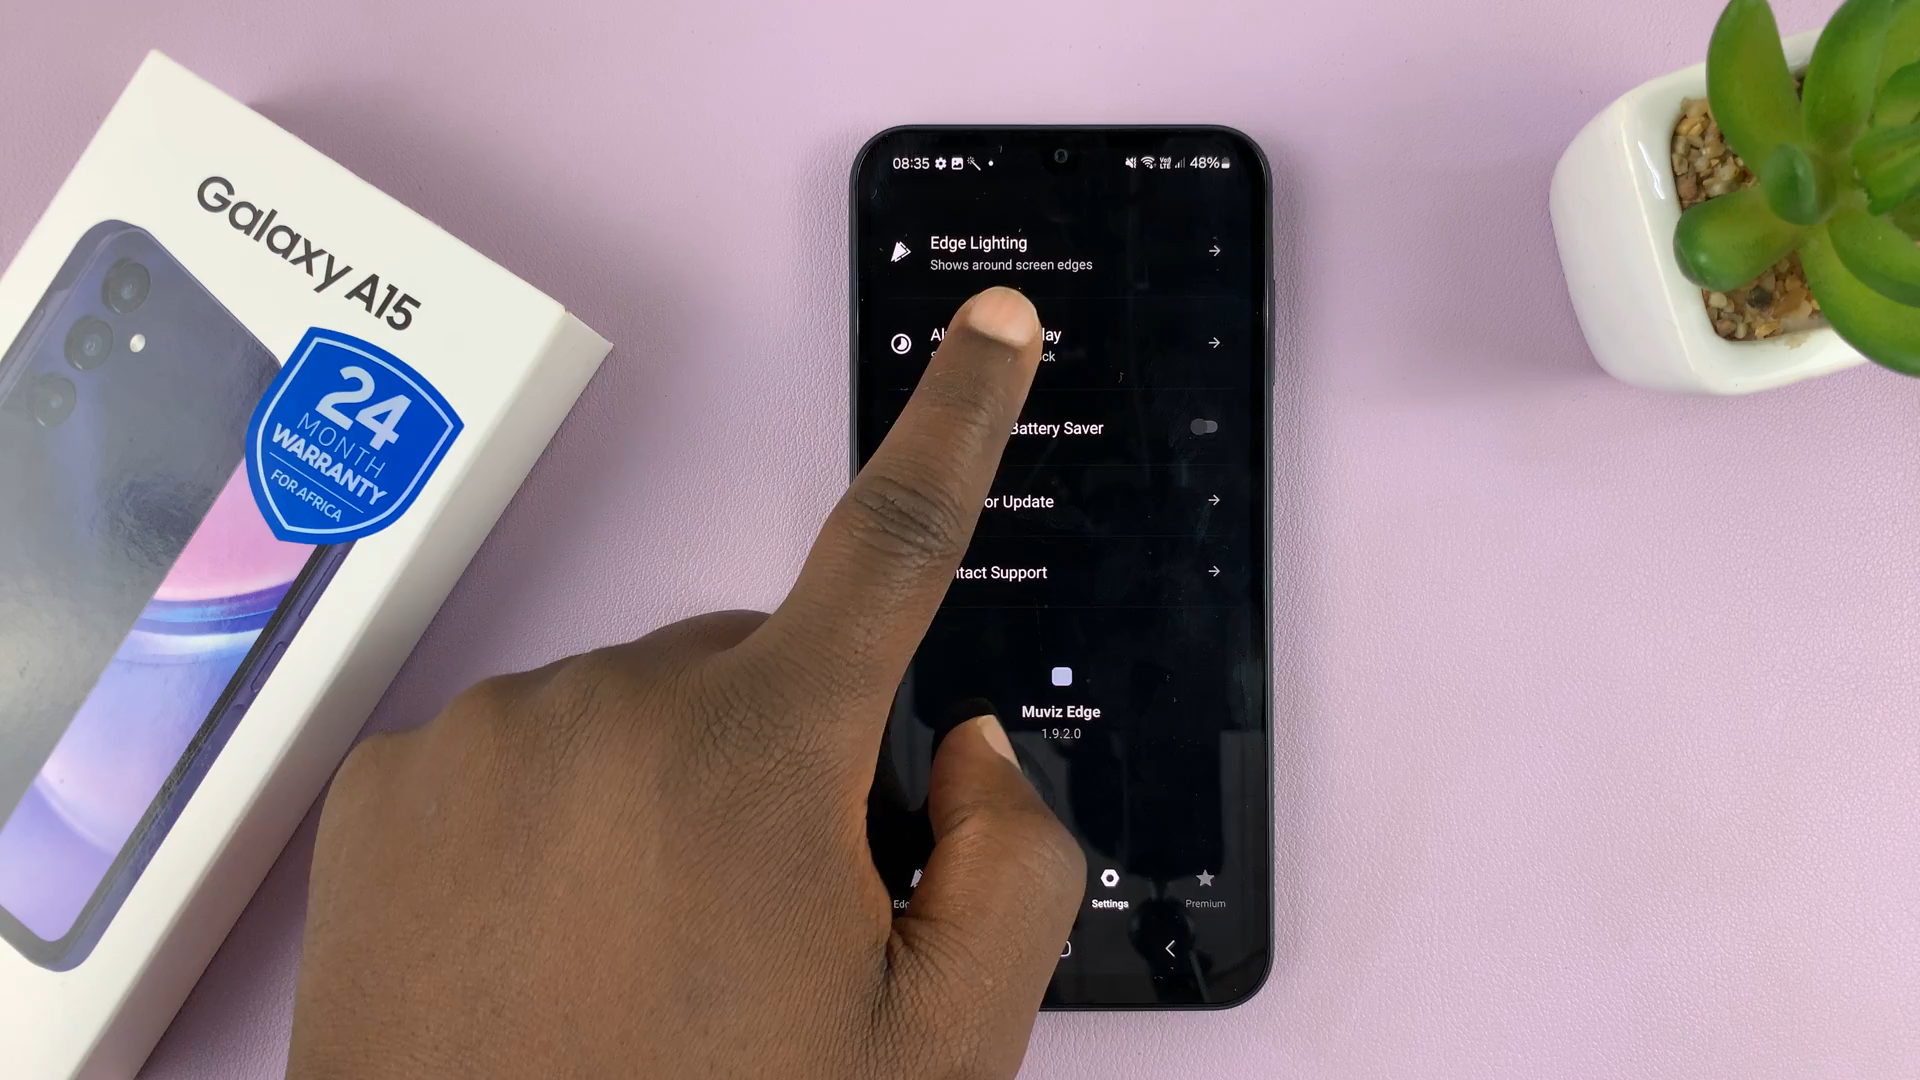 Galaxy A15
24
MONTH
WARRANTY
FOR AFRICA
08:35
48%
Edge Lighting
Shows around screen edges
Battery Saver
or Update
Support
Muviz Edge
1.9.2.0
Settings
Premium